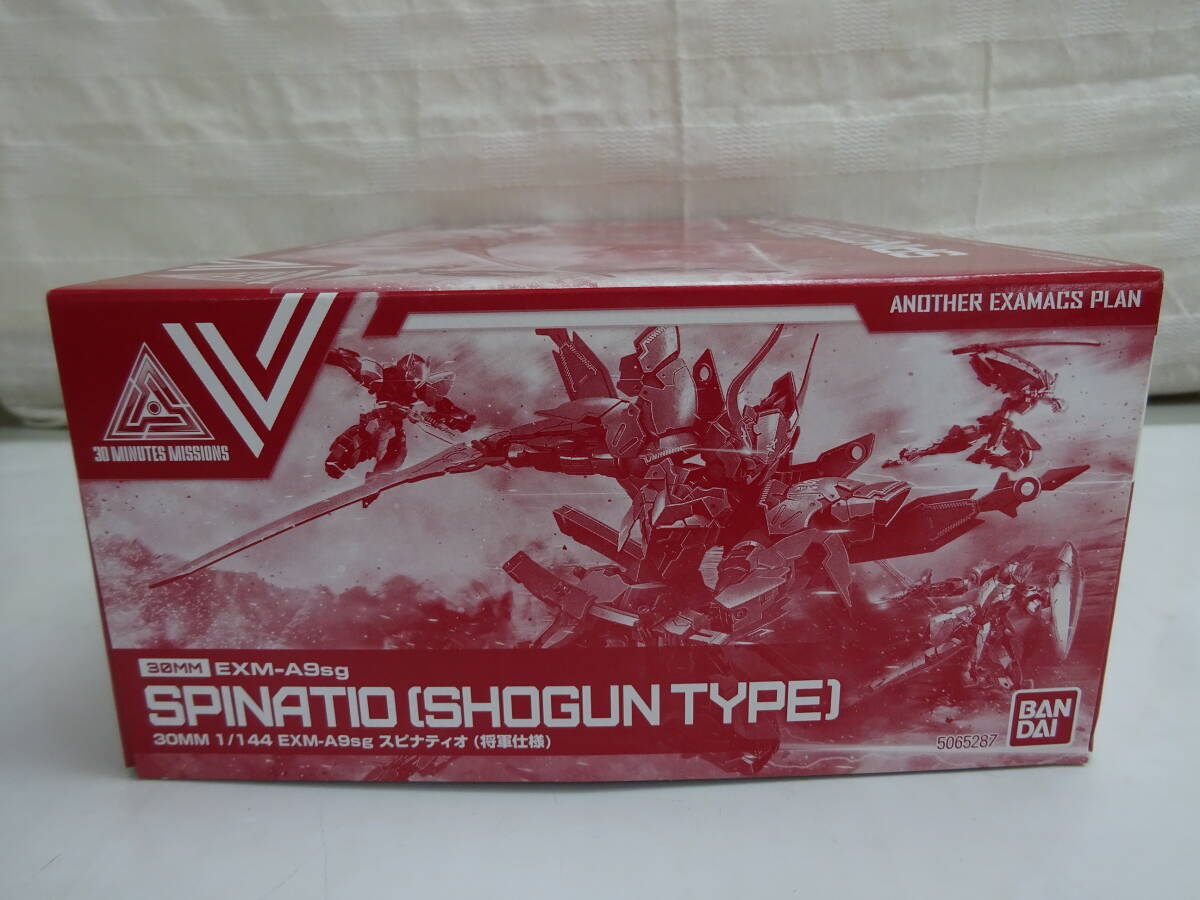 ANOTHER EXAMACS PLAN
30 MINUTES MISSIONS
30MM EXM-A9sg
SPINATIO (SHOGUN TYPE)
30MM 1/144 EXM-A9sg スピナティオ (将軍仕様)
5065287
BAN
DAI